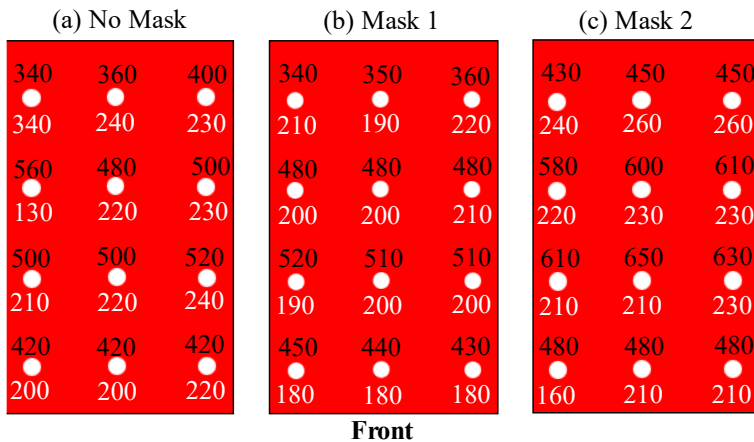 (a) No Mask (b) Mask 1 (c) Mask 2
340 360 400 340 350 360 430 450 450
340 240 230 210 190 220 240 260 260
560 480 500 480 480 480 580 600 610
130 220 230 200 200 210 220 230 230
500 500 520 520 510 510 610 650 630
210 220 240 190 200 200 210 210 230
420 420 420 450 440 430 480 480 480
200 200 220 180 180 180 160 210 210
Front